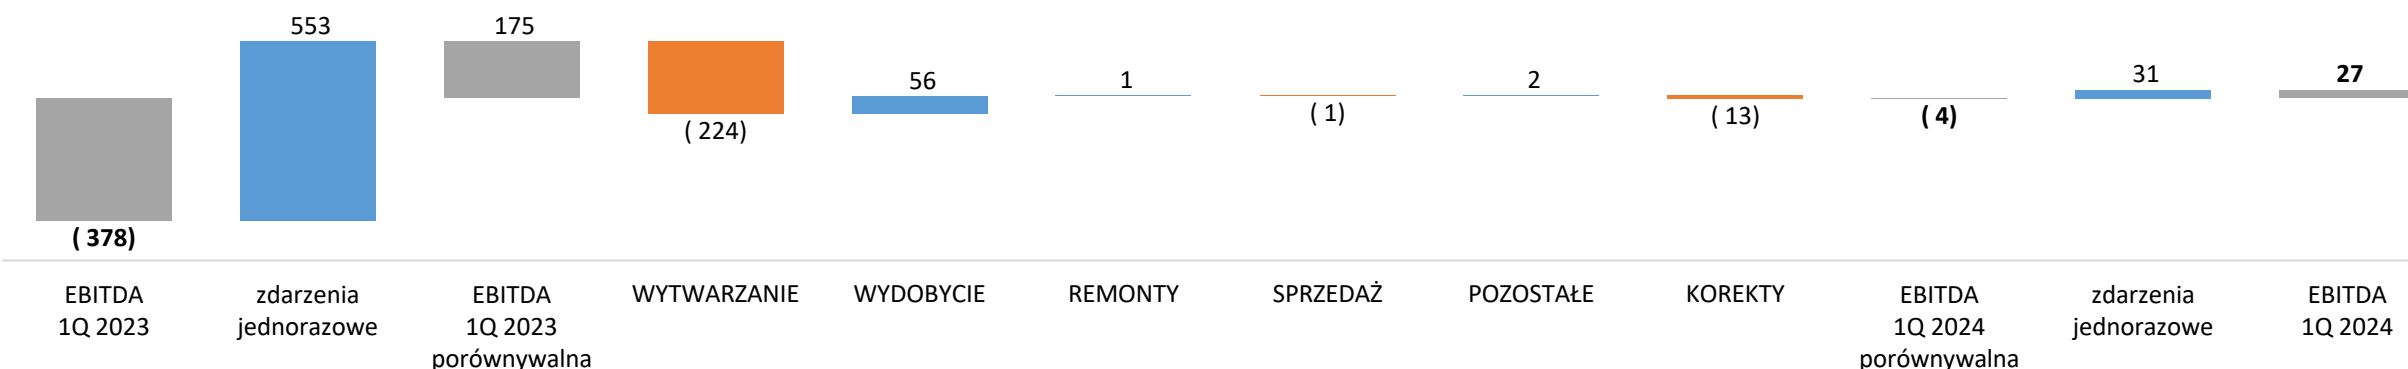 553
175
56
1
2
31
27
( 224)
( 1)
( 13)
( 4)
( 378)
EBITDA
1Q 2023
zdarzenia
jednorazowe
EBITDA
1Q 2023
porównywalna
WYTWARZANIE
WYDOBYCIE
REMONTY
SPRZEDAŻ
POZOSTAŁE
KOREKTY
EBITDA
1Q 2024
porównywalna
zdarzenia
jednorazowe
EBITDA
1Q 2024